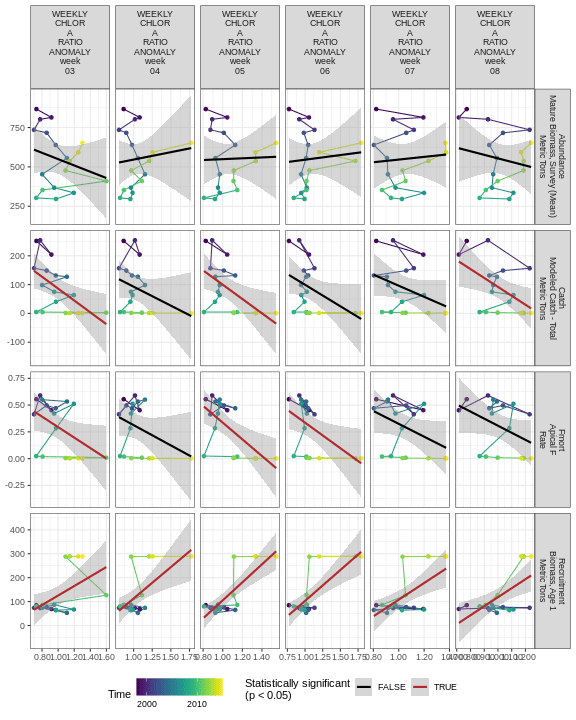 WEEKLY CHLOR A RATIO ANOMALY week 03
WEEKLY CHLOR A RATIO ANOMALY week 04
WEEKLY CHLOR A RATIO ANOMALY week 05
WEEKLY CHLOR A RATIO ANOMALY week 06
WEEKLY CHLOR A RATIO ANOMALY week 07
WEEKLY CHLOR A RATIO ANOMALY week 08
750
500
250
Abundance
Mature Biomass, Survey (Mean)
Metric Tons
200
100
0
-100
Catch
Modeled Catch - Total
Metric Tons
0.75
0.50
0.25
0.00
-0.25
Fmort
Apical F
Rate
400
300
200
100
0
Recruitment
Biomass, Age 1
Metric Tons
0.80 1.00 1.20 1.40 1.60
1.00 1.25 1.50 1.75
0.80 1.00 1.20 1.40
0.75 1.00 1.25 1.50 1.75
0.80 1.00 1.20
Time
2000 2010
Statistically significant
(p < 0.05)
FALSE TRUE